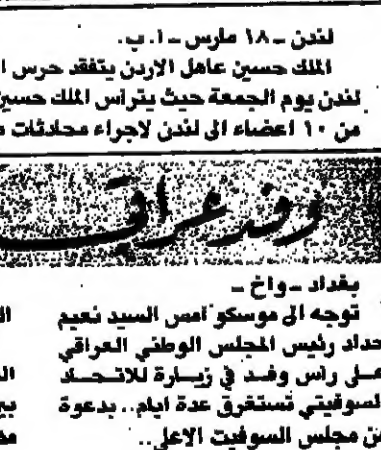 لندن ـ ١٨ مارس ـ ا. ب.
الملك حسين عاهل الاردن يتفقد حرس ا
لندن يوم الجمعة حيث يتراس الملك حسين
من ١٠ اعضاء الى لندن لاجراء محادثات م
وفد عراقي
بغداد ـ واخ ـ
توجه الى موسكو امس السيد نعيم
حداد رئيس المجلس الوطني العراقي
على راس وفد في زيارة للاتحاد
السوفيتي تستغرق عدة ايام.. بدعوة
من مجلس السوفيت الاعلى..